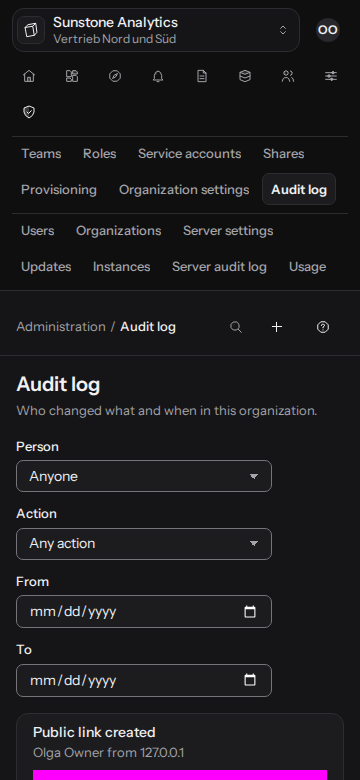 Sunstone Analytics
Vertrieb Nord und Süd
OO
Teams Roles Service accounts Shares
Provisioning Organization settings Audit log
Users Organizations Server settings
Updates Instances Server audit log Usage
Administration / Audit log
Audit log
Who changed what and when in this organization.
Person
Anyone
Action
Any action
From
mm/dd/yyyy
To
mm/dd/yyyy
Public link created
Olga Owner from 127.0.0.1